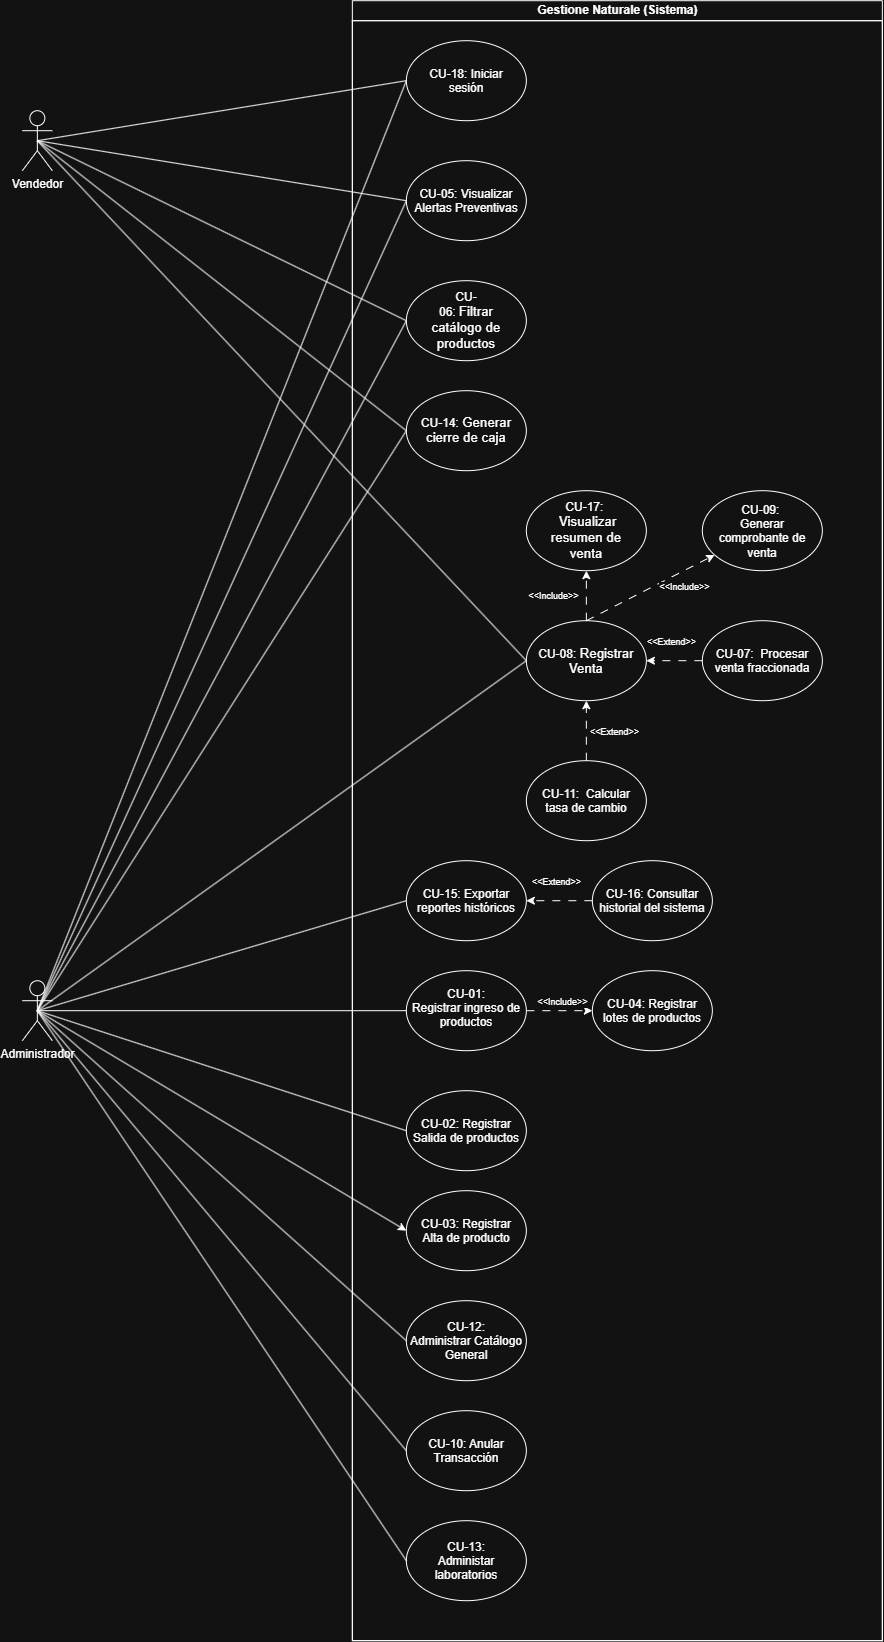 Gestione Naturale (Sistema)
CU-18: Iniciar
sesión
Vendedor
CU-05: Visualizar
Alertas Preventivas
CU-
06: Filtrar
catálogo de
productos
CU-14: Generar
cierre de caja
CU-17:
Visualizar
resumen de
venta
CU-09:
Generar
comprobante de
venta
<<Include>>
<<Include>>
CU-08: Registrar
Venta
<<Extend>>
CU-07:  Procesar
venta fraccionada
<<Extend>>
CU-11:  Calcular
tasa de cambio
CU-15: Exportar
reportes históricos
<<Extend>>
CU-16: Consultar
historial del sistema
Administrador
CU-01:
Registrar ingreso de
productos
<<Include>>
CU-04: Registrar
lotes de productos
CU-02: Registrar
Salida de productos
CU-03: Registrar
Alta de producto
CU-12:
Administrar Catálogo
General
CU-10: Anular
Transacción
CU-13:
Administar
laboratorios